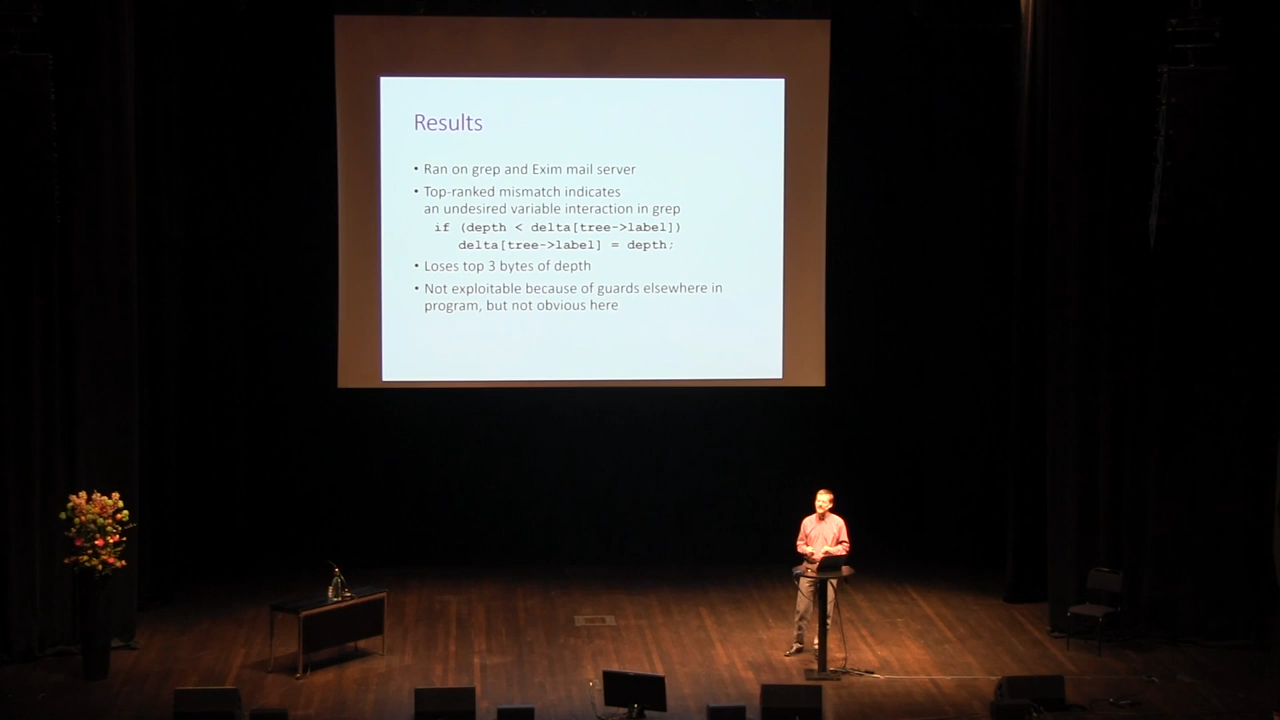 Results
• Ran on grep and Exim mail server
• Top-ranked mismatch indicates
an undesired variable interaction in grep
if (depth < delta[tree->label])
delta[tree->label] = depth;
• Loses top 3 bytes of depth
• Not exploitable because of guards elsewhere in
program, but not obvious here